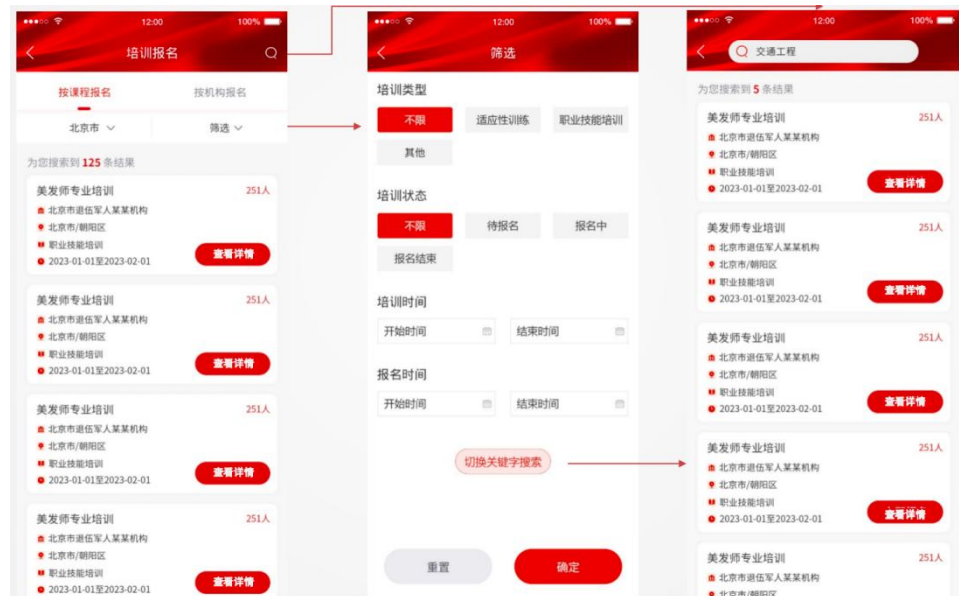 12:00 100%
培训报名
按课程报名 按机构报名
北京市 筛选
为您搜索到 125 条结果
美发师专业培训 251人
北京市退伍军人某某机构
北京市/朝阳区
职业技能培训
2023-01-01至2023-02-01 查看详情
美发师专业培训 251人
北京市退伍军人某某机构
北京市/朝阳区
职业技能培训
2023-01-01至2023-02-01 查看详情
美发师专业培训 251人
北京市退伍军人某某机构
北京市/朝阳区
职业技能培训
2023-01-01至2023-02-01 查看详情
美发师专业培训 251人
北京市退伍军人某某机构
北京市/朝阳区
职业技能培训
2023-01-01至2023-02-01 查看详情
12:00 100%
筛选
培训类型
不限 适应性训练 职业技能培训
其他
培训状态
不限 待报名 报名中
报名结束
培训时间
开始时间 结束时间
报名时间
开始时间 结束时间
切换关键字搜索
重置 确定
12:00 100%
交通工程
为您搜索到 5 条结果
美发师专业培训 251人
北京市退伍军人某某机构
北京市/朝阳区
职业技能培训
2023-01-01至2023-02-01 查看详情
美发师专业培训 251人
北京市退伍军人某某机构
北京市/朝阳区
职业技能培训
2023-01-01至2023-02-01 查看详情
美发师专业培训 251人
北京市退伍军人某某机构
北京市/朝阳区
职业技能培训
2023-01-01至2023-02-01 查看详情
美发师专业培训 251人
北京市退伍军人某某机构
北京市/朝阳区
职业技能培训
2023-01-01至2023-02-01 查看详情
美发师专业培训 251人
北京市退伍军人某某机构
北京市/朝阳区